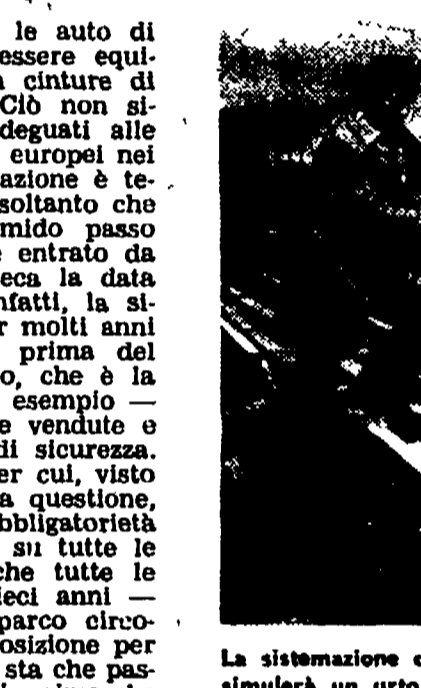 le auto di
essere equi-
cinture di
Ciò non si-
deguati alle
europei nei
azione è te-
soltanto che
mido passo
entrato da
eca la data
nfatti, la si-
r molti anni
prima del
o, che è la
esempio —
e vendute e
di sicurezza.
er cui, visto
a questione,
bbligatorietà
su tutte le
che tutte le
ieci anni —
parco circo-
osizione per
sta che pas-
La sistemazione
simulerà un urto